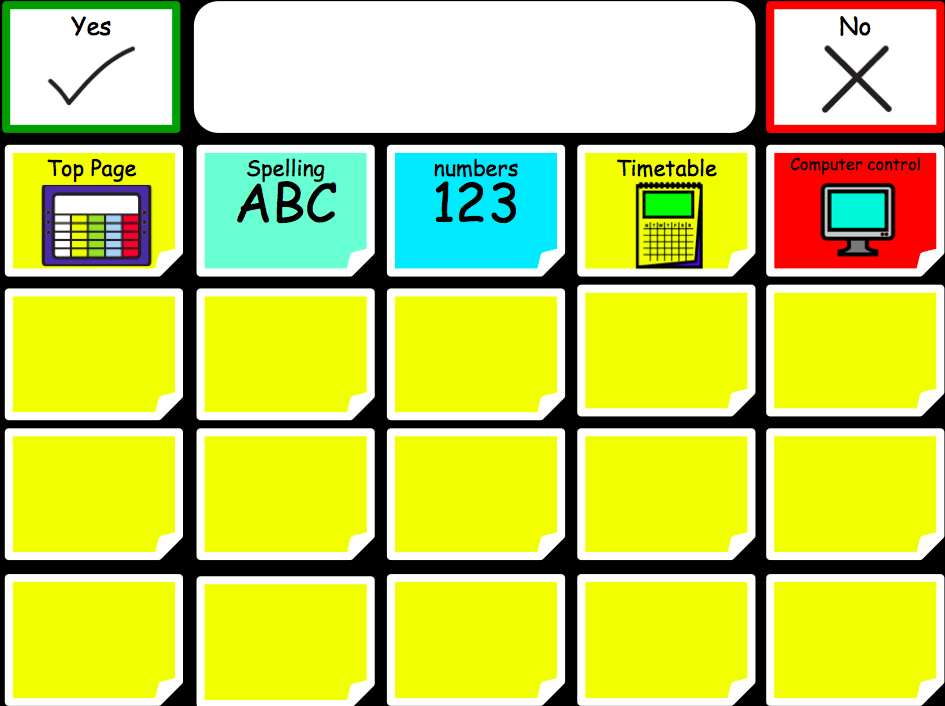 Yes
No
Top Page
Spelling
ABC
numbers
123
Timetable
Computer control